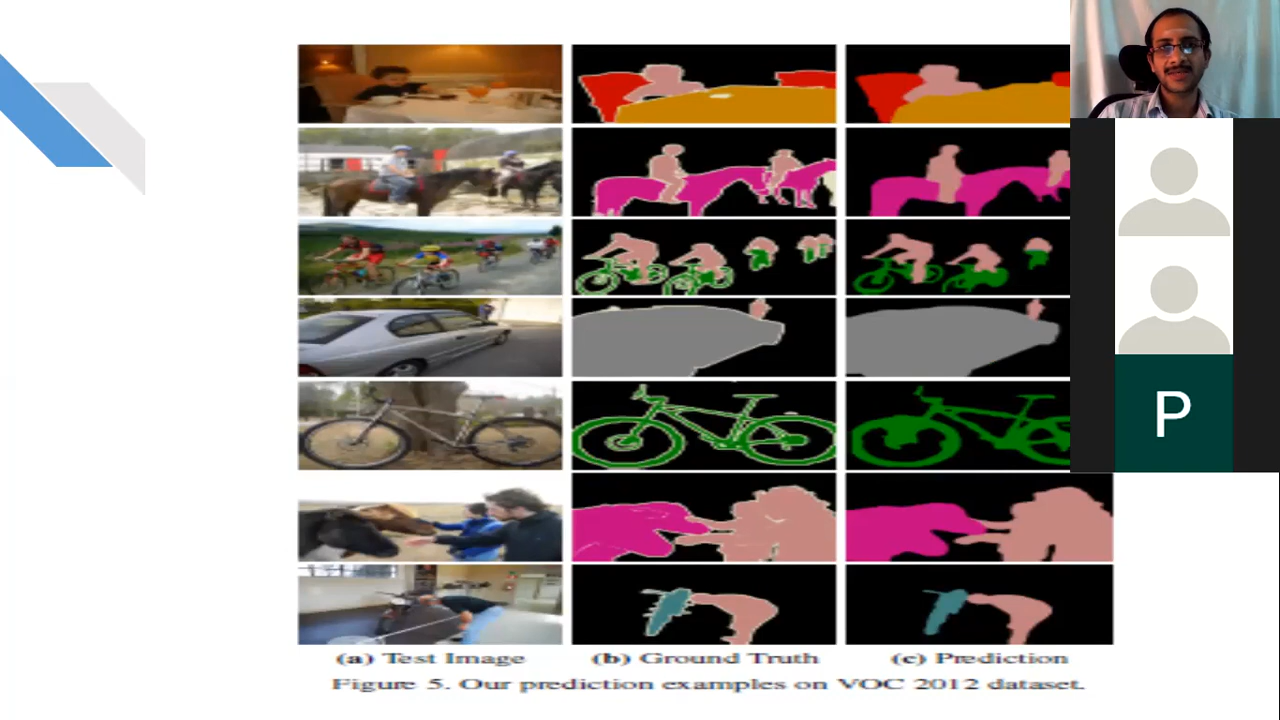 P
(a) Test Image
(b) Ground Truth
(c) Prediction
Figure 5. Our prediction examples on VOC 2012 dataset.